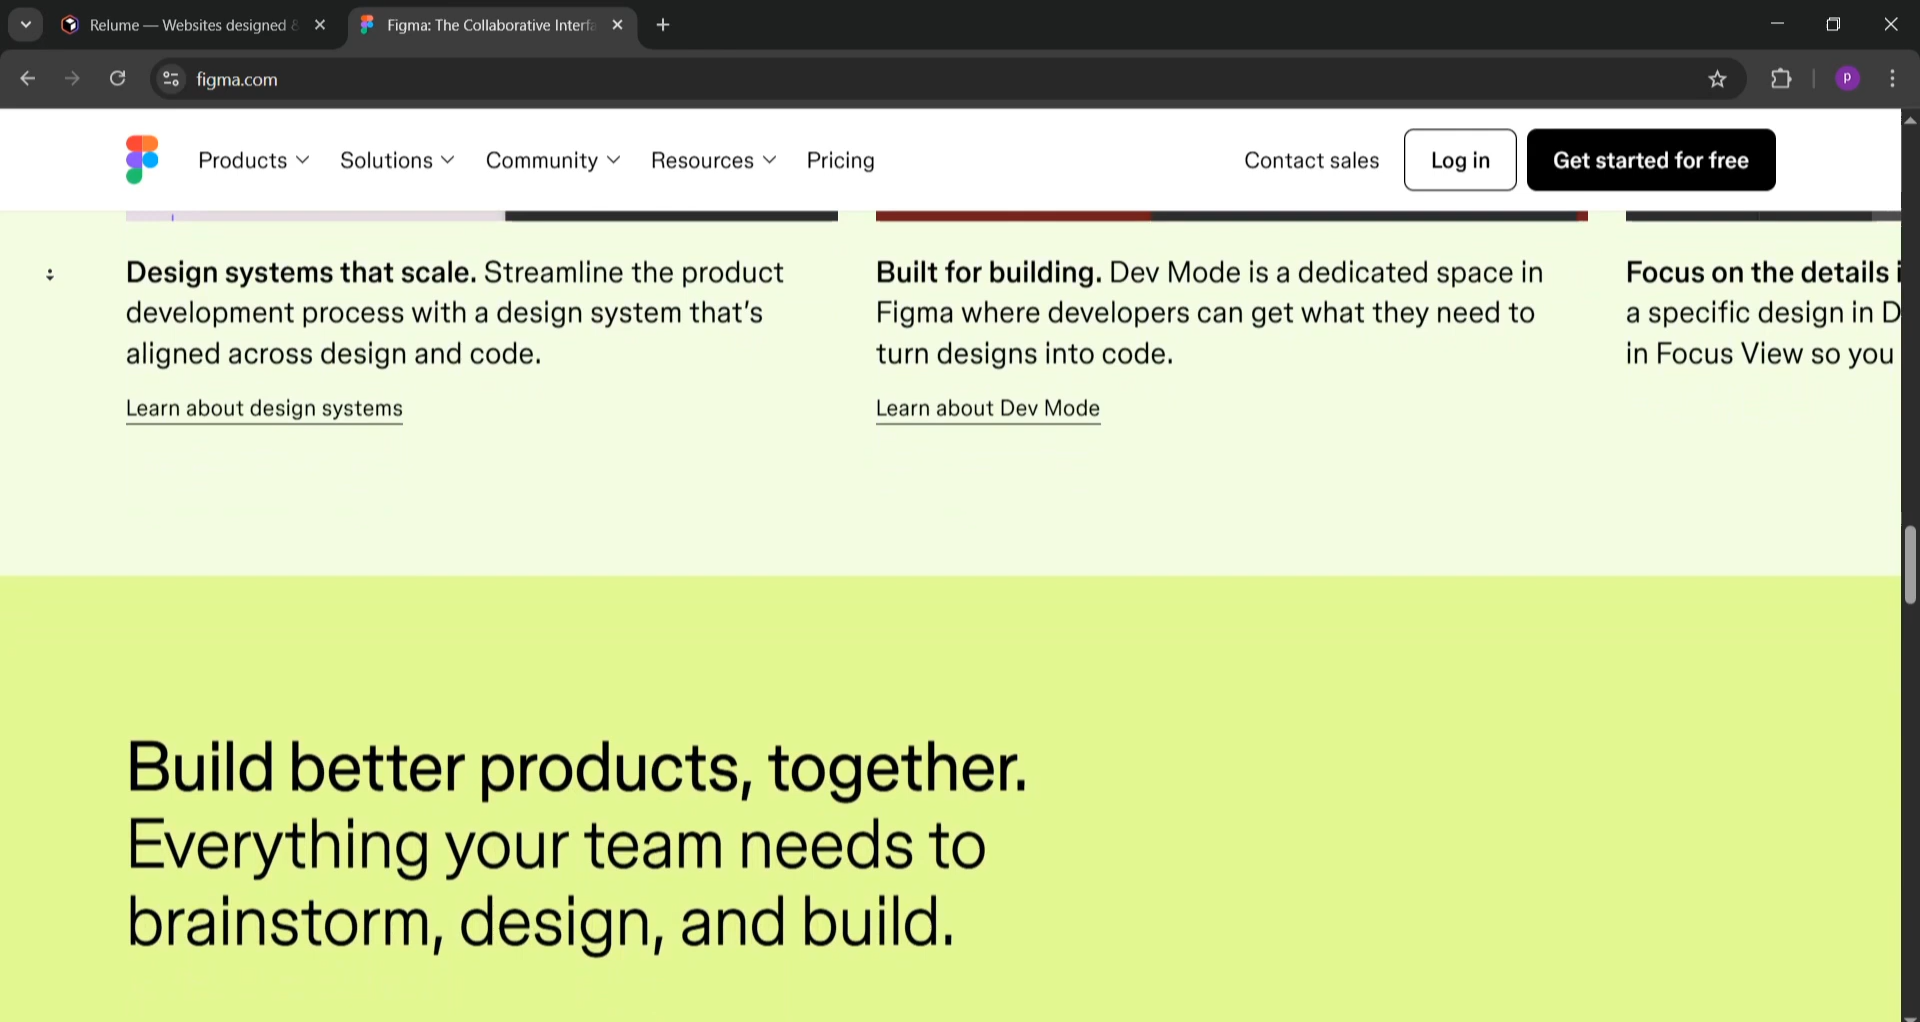 Relume — Websites designed &
Figma: The Collaborative Interfa
figma.com
P
Products
Solutions
Community
Resources
Pricing
Contact sales
Log in
Get started for free
Design systems that scale. Streamline the product
development process with a design system that’s
aligned across design and code.
Learn about design systems
Built for building. Dev Mode is a dedicated space in
Figma where developers can get what they need to
turn designs into code.
Learn about Dev Mode
Focus on the details i
a specific design in D
in Focus View so you
Build better products, together.
Everything your team needs to
brainstorm, design, and build.